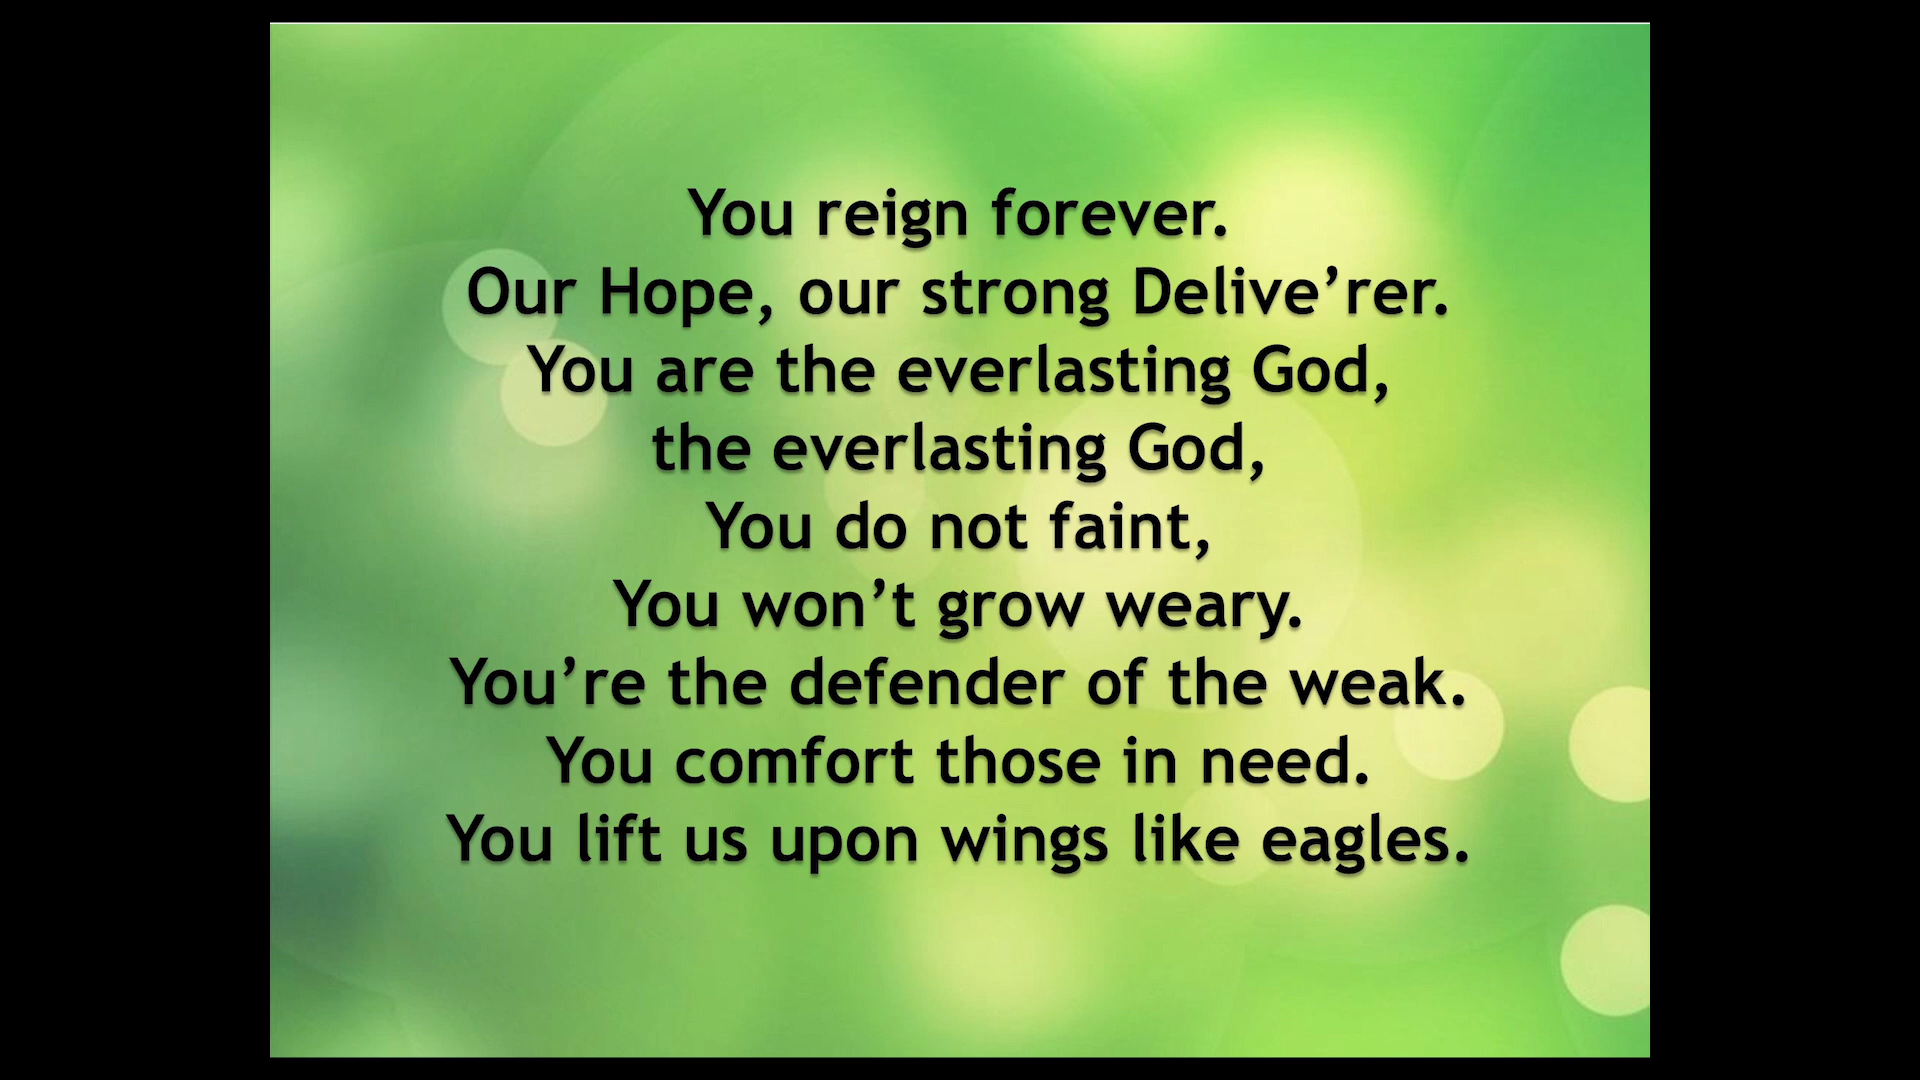 You reign forever.
Our Hope, our strong Delive’rer.
You are the everlasting God,
the everlasting God,
You do not faint,
You won’t grow weary.
You’re the defender of the weak.
You comfort those in need.
You lift us upon wings like eagles.